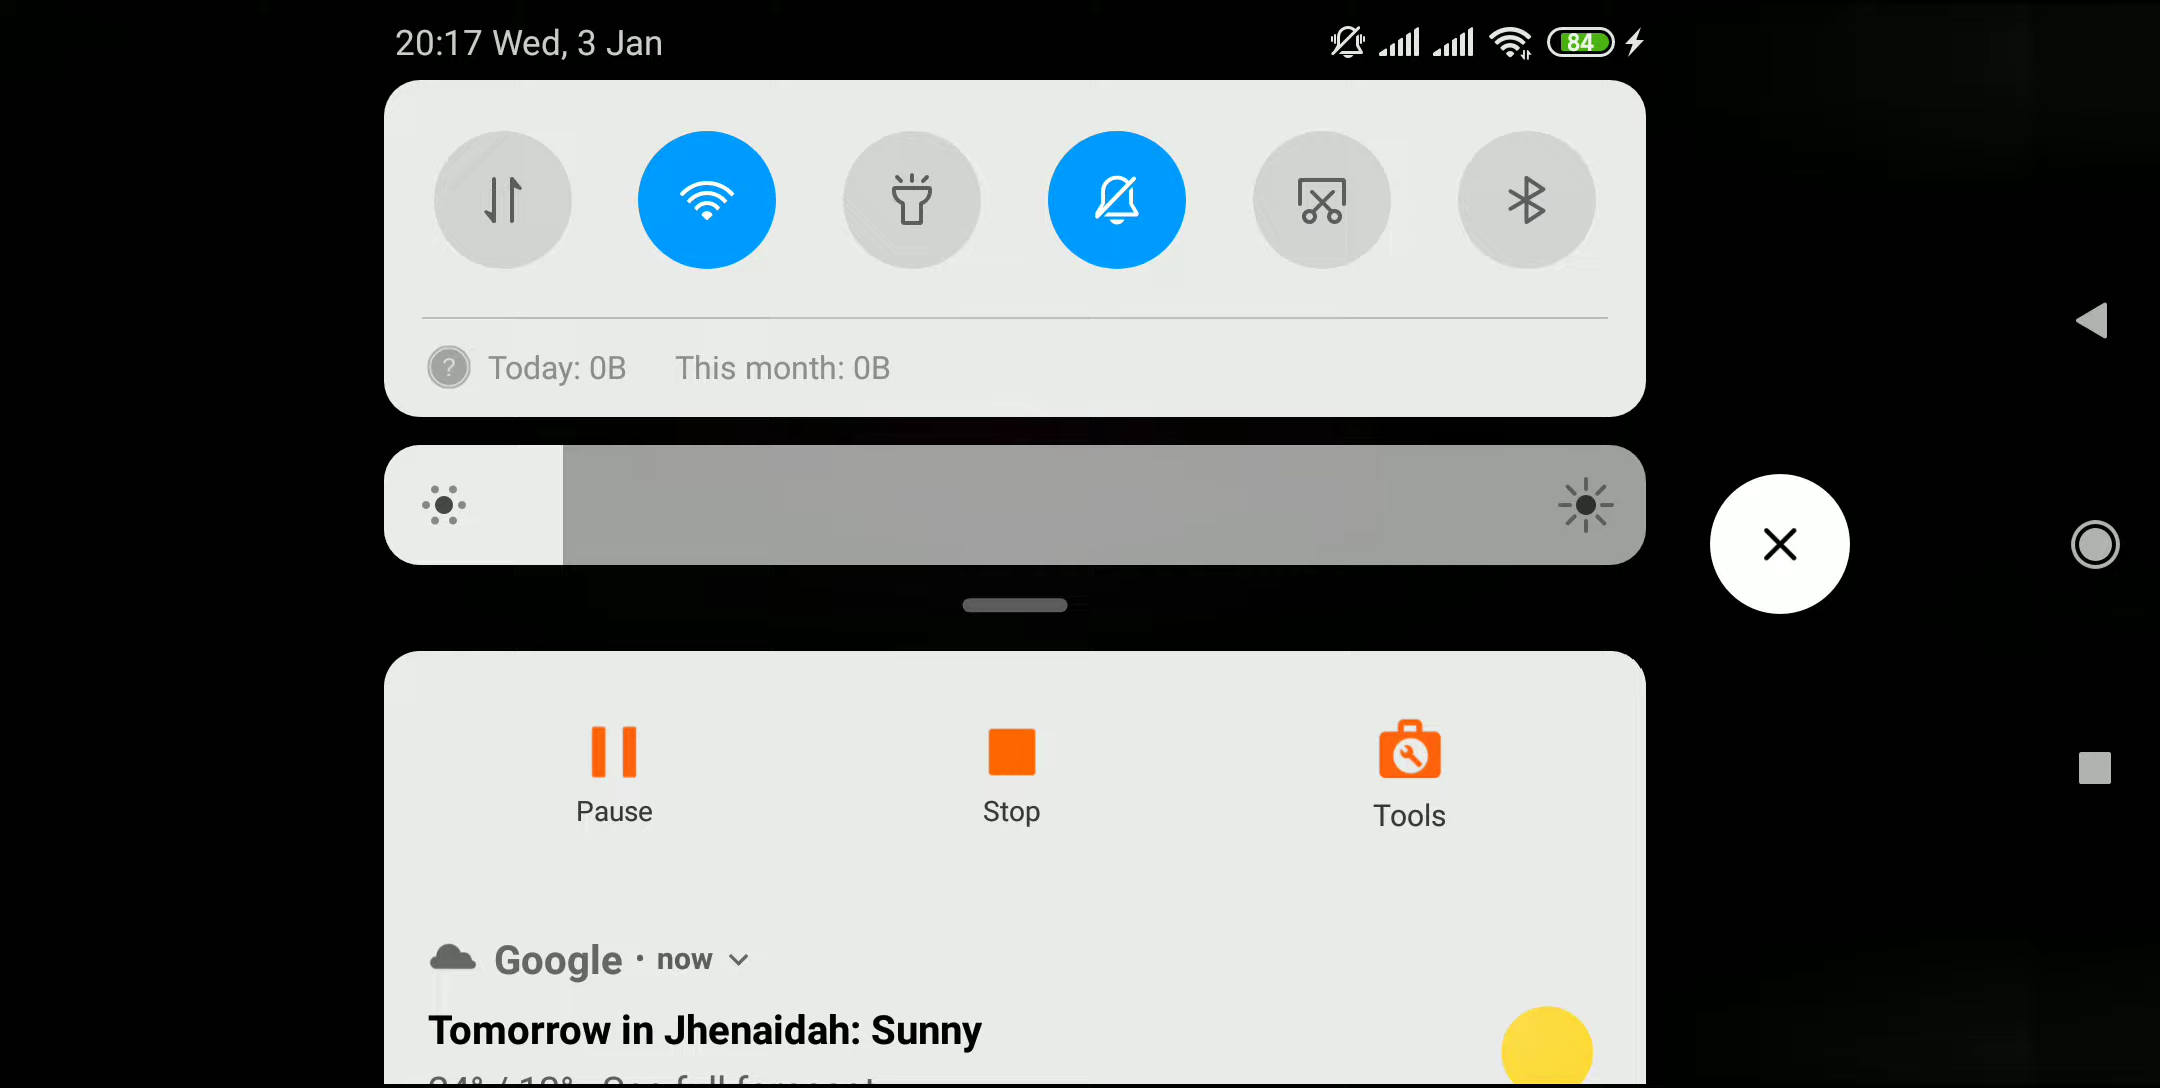 20:17 Wed, 3 Jan 84
? Today: 0B This month: 0B
Pause Stop Tools
Google · now
Tomorrow in Jhenaidah: Sunny